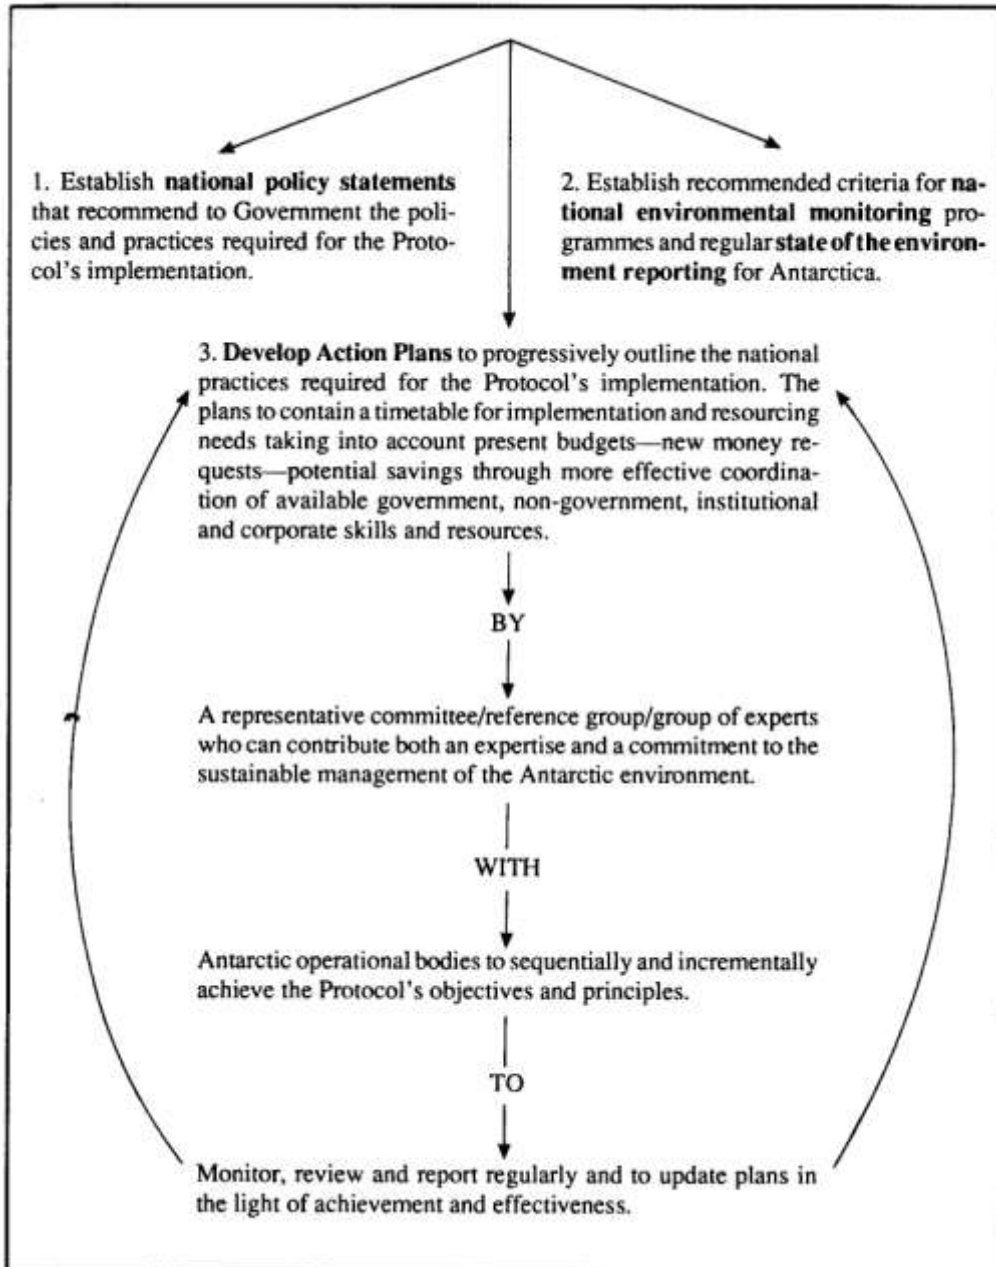 1. Establish national policy statements
that recommend to Government the poli-
cies and practices required for the Proto-
col's implementation.
2. Establish recommended criteria for na-
tional environmental monitoring pro-
grammes and regular state of the environ-
ment reporting for Antarctica.
3. Develop Action Plans to progressively outline the national
practices required for the Protocol's implementation. The
plans to contain a timetable for implementation and resourcing
needs taking into account present budgets—new money re-
quests—potential savings through more effective coordina-
tion of available government, non-government, institutional
and corporate skills and resources.
BY
A representative committee/reference group/group of experts
who can contribute both an expertise and a commitment to the
sustainable management of the Antarctic environment.
WITH
Antarctic operational bodies to sequentially and incrementally
achieve the Protocol's objectives and principles.
TO
Monitor, review and report regularly and to update plans in
the light of achievement and effectiveness.